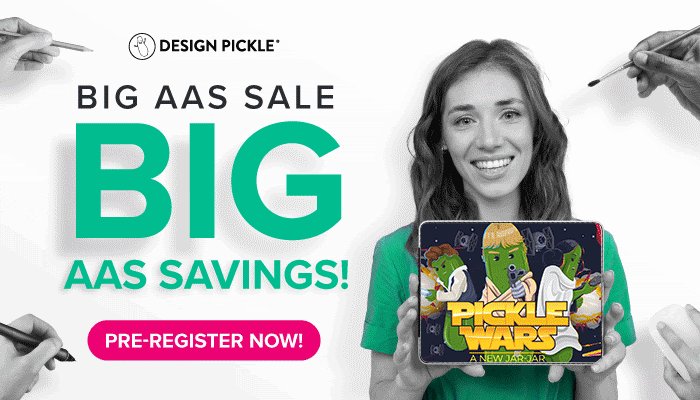 DESIGN PICKLE®
BIG AAS SALE
BIG
AAS SAVINGS!
PRE-REGISTER NOW!
PICKLE
WARS
A NEW JAR-JAR